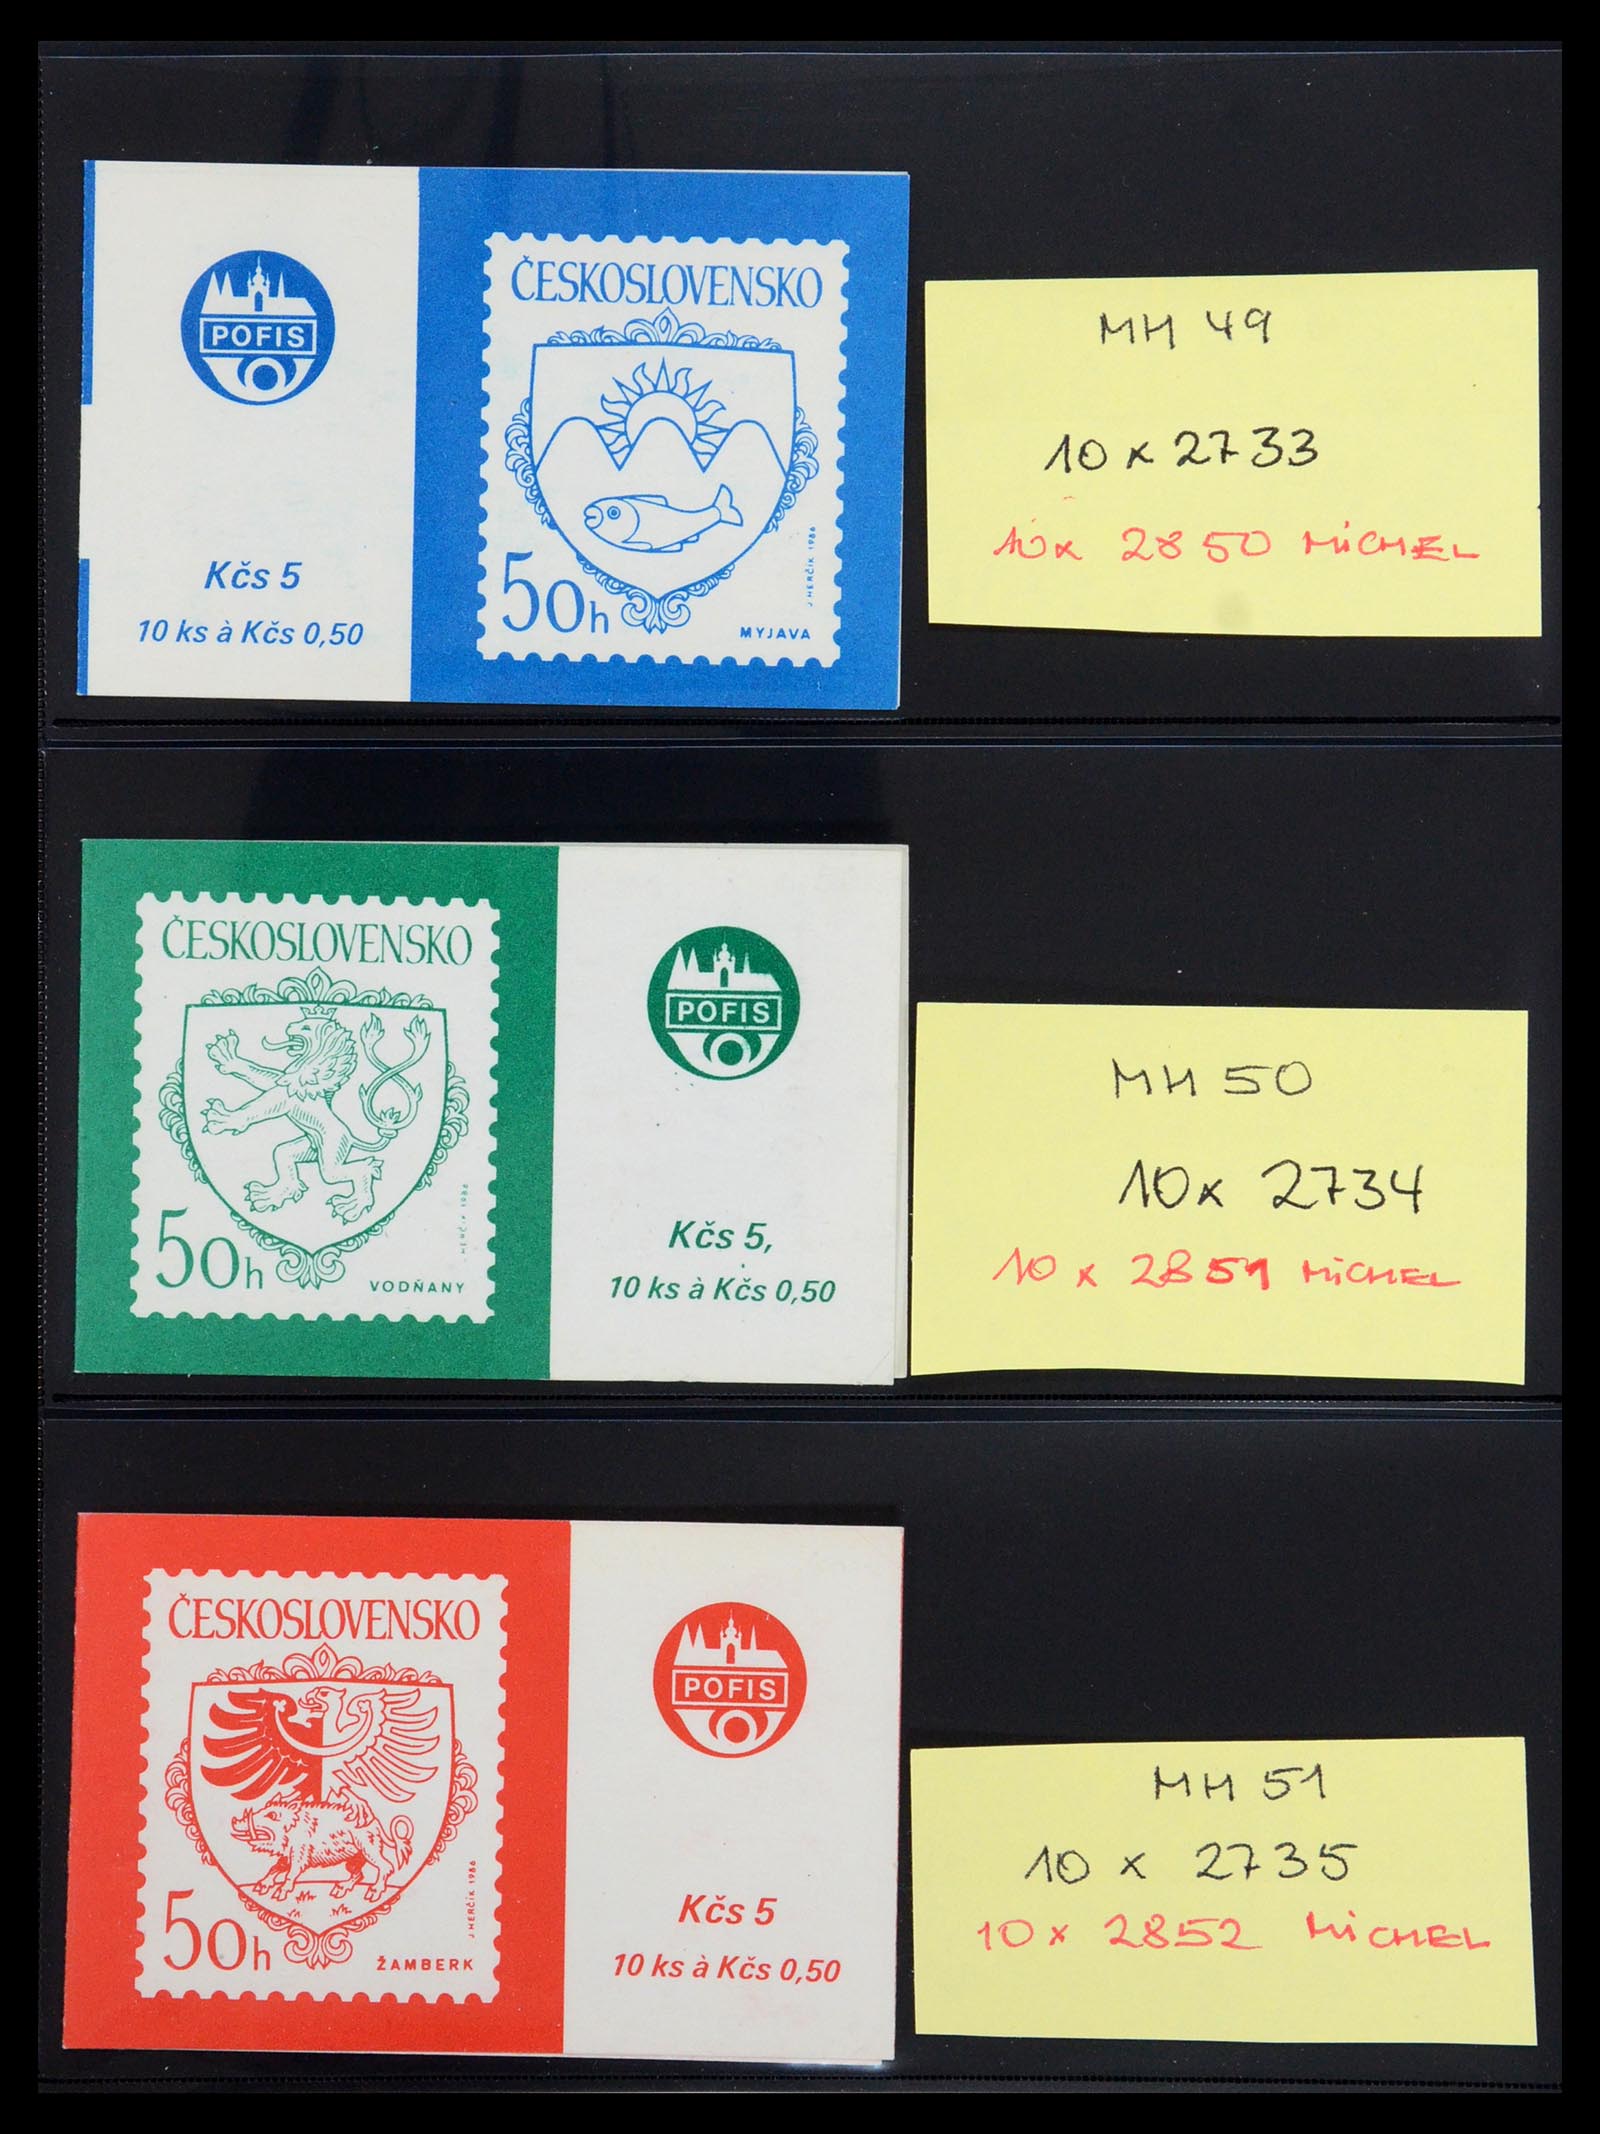 POFIS
Kčs 5
10 ks à Kčs 0,50
ČESKOSLOVENSKO
50h
MYJAVA
J. HERČÍK 1986
MH 49
10 x 2733
10x 2850 MICHEL
ČESKOSLOVENSKO
50h
VODŇANY
HERČÍK 1986
POFIS
Kčs 5,
10 ks à Kčs 0,50
MH 50
10x 2734
10 x 2851 MICHEL
ČESKOSLOVENSKO
50h
ŽAMBERK
J. HERČÍK 1986
POFIS
Kčs 5
10 ks à Kčs 0,50
MH 51
10 x 2735
10 x 2852 MICHEL